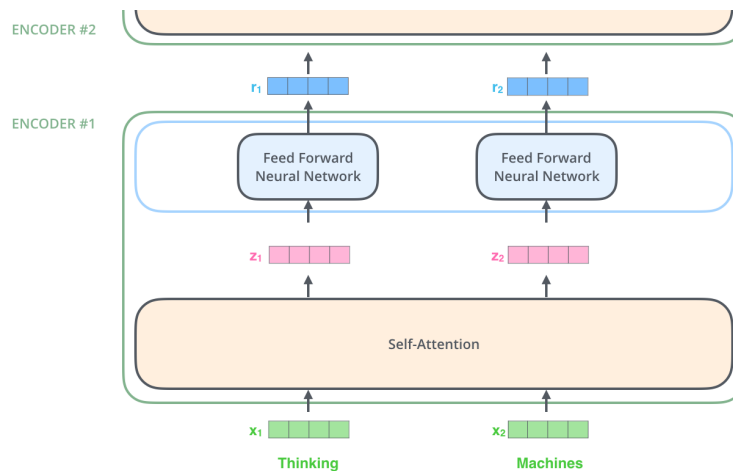 ENCODER #2
r₁
r₂
ENCODER #1
Feed Forward
Neural Network
Feed Forward
Neural Network
z₁
z₂
Self-Attention
x₁
x₂
Thinking
Machines